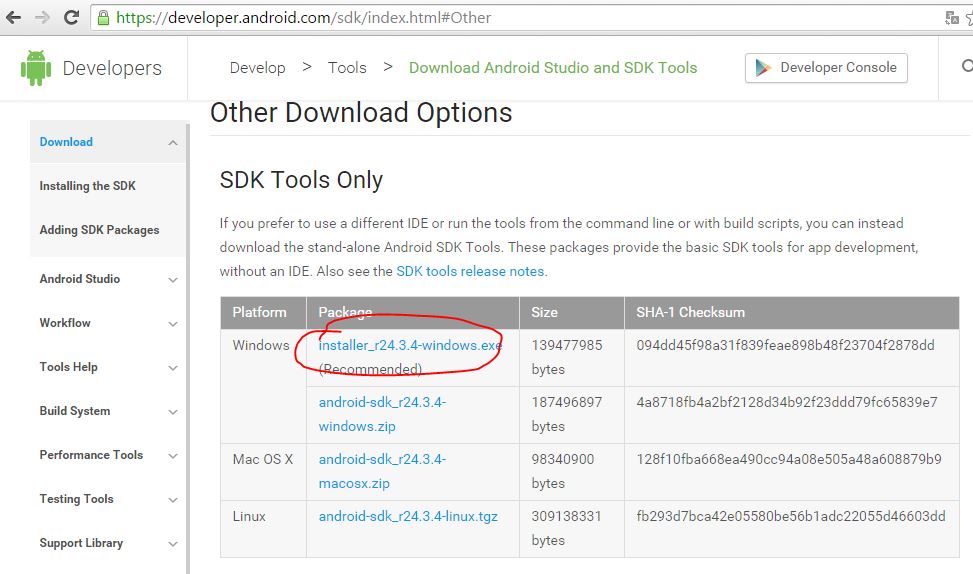 https://developer.android.com/sdk/index.html#Other
Developers
Develop > Tools > Download Android Studio and SDK Tools
Developer Console
Other Download Options
Download
Installing the SDK
Adding SDK Packages
Android Studio
Workflow
Tools Help
Build System
Performance Tools
Testing Tools
Support Library
SDK Tools Only
If you prefer to use a different IDE or run the tools from the command line or with build scripts, you can instead
download the stand-alone Android SDK Tools. These packages provide the basic SDK tools for app development,
without an IDE. Also see the SDK tools release notes.
Platform Package Size SHA-1 Checksum
Windows installer_r24.3.4-windows.exe 139477985 094dd45f98a31f839feae898b48f23704f2878dd
(Recommended) bytes
android-sdk_r24.3.4- 187496897 4a8718fb4a2bf2128d34b92f23ddd79fc65839e7
windows.zip bytes
Mac OS X android-sdk_r24.3.4- 98340900 128f10fba668ea490cc94a08e505a48a608879b9
macosx.zip bytes
Linux android-sdk_r24.3.4-linux.tgz 309138331 fb293d7bca42e05580be56b1adc22055d46603dd
bytes